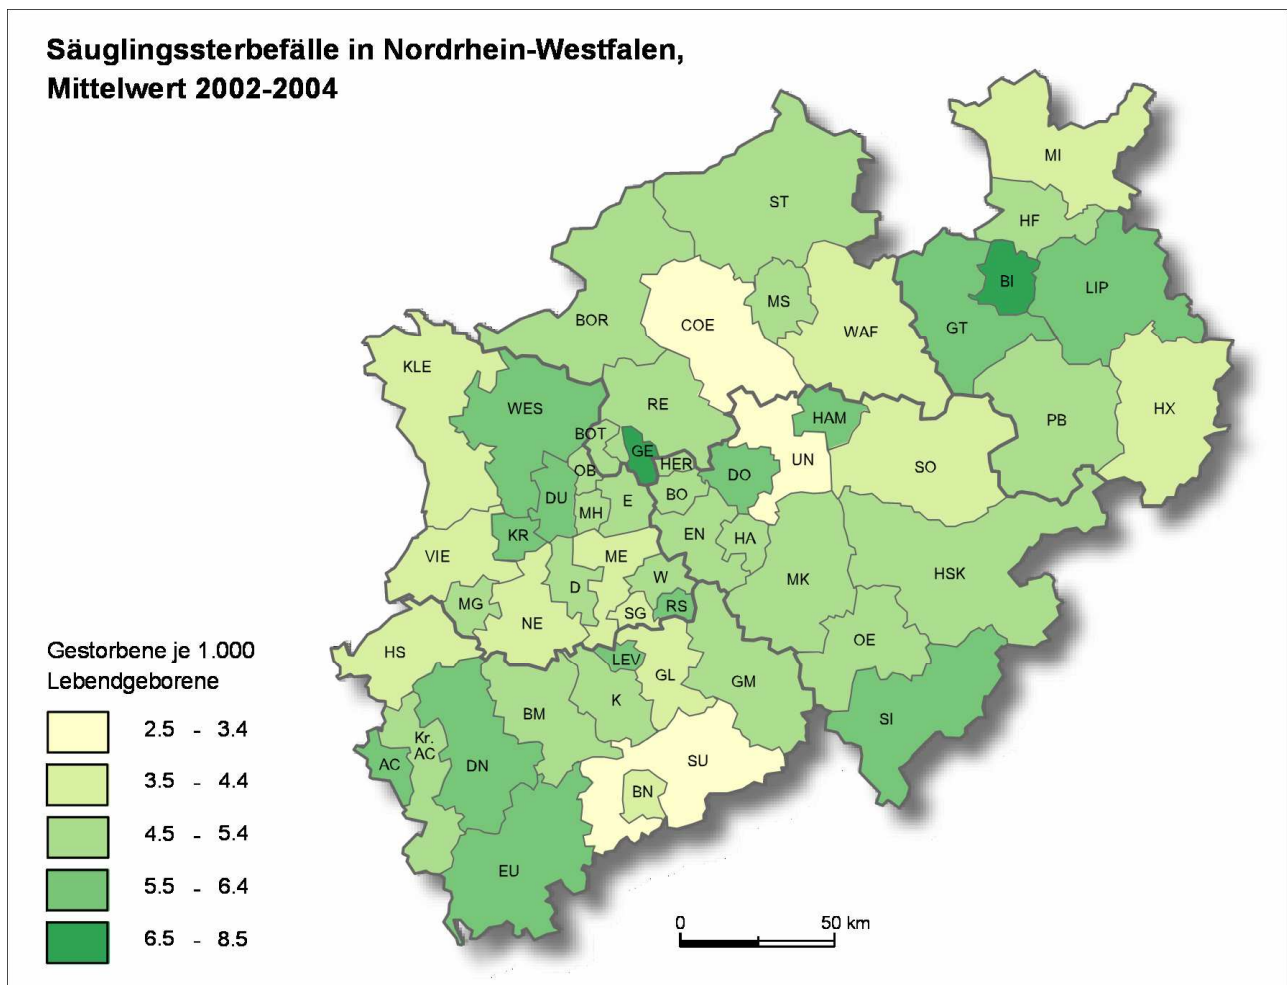 Säuglingssterbefälle in Nordrhein-Westfalen,
Mittelwert 2002-2004
MI
ST
HF
BI
LIP
MS
BOR
COE
WAF
GT
KLE
RE
WES
HAM
PB
HX
BOT
GE
UN
SO
HER
OB
DO
DU
BO
MH
E
KR
EN
HA
VIE
ME
MK
HSK
W
D
MG
RS
SG
NE
OE
HS
LEV
GL
GM
K
BM
SI
Kr.
AC
AC
DN
SU
BN
EU
Gestorbene je 1.000
Lebendgeborene
2.5 - 3.4
3.5 - 4.4
4.5 - 5.4
5.5 - 6.4
6.5 - 8.5
0 50 km